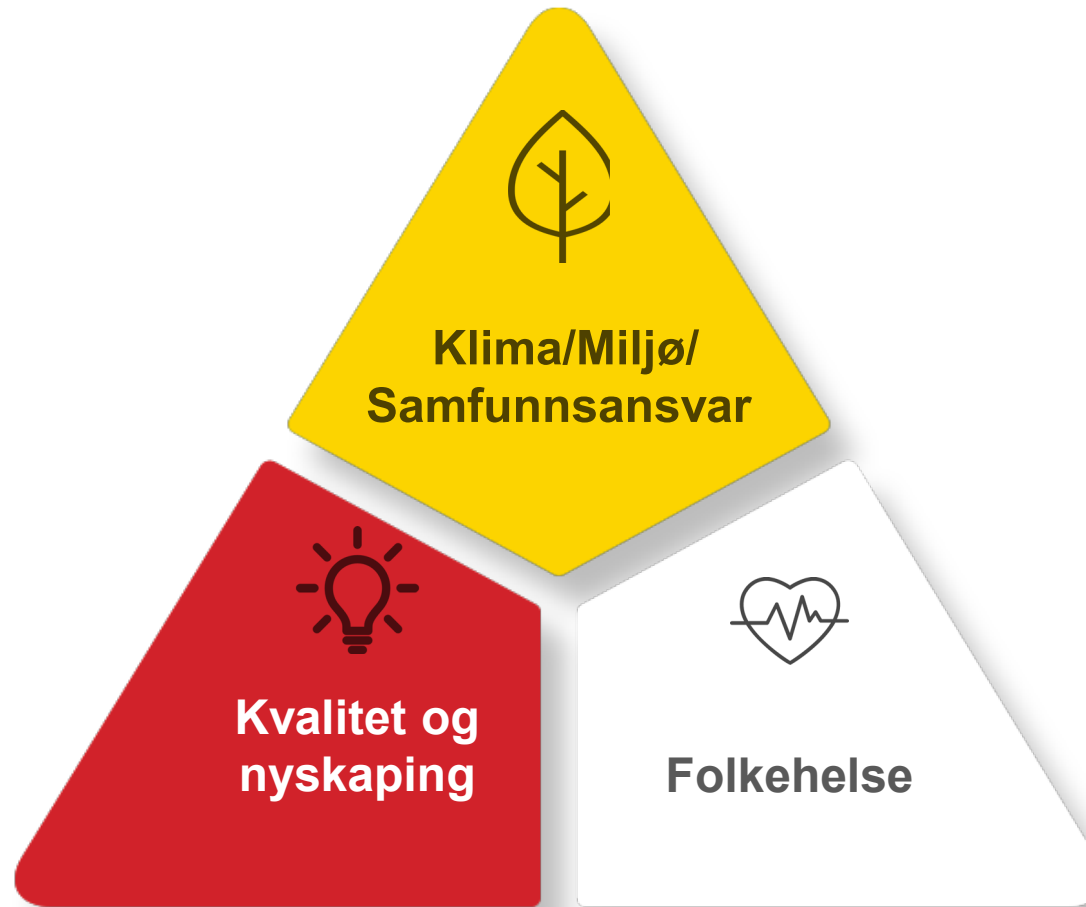 Klima/Miljø/
Samfunnsansvar
Kvalitet og
nyskaping
Folkehelse